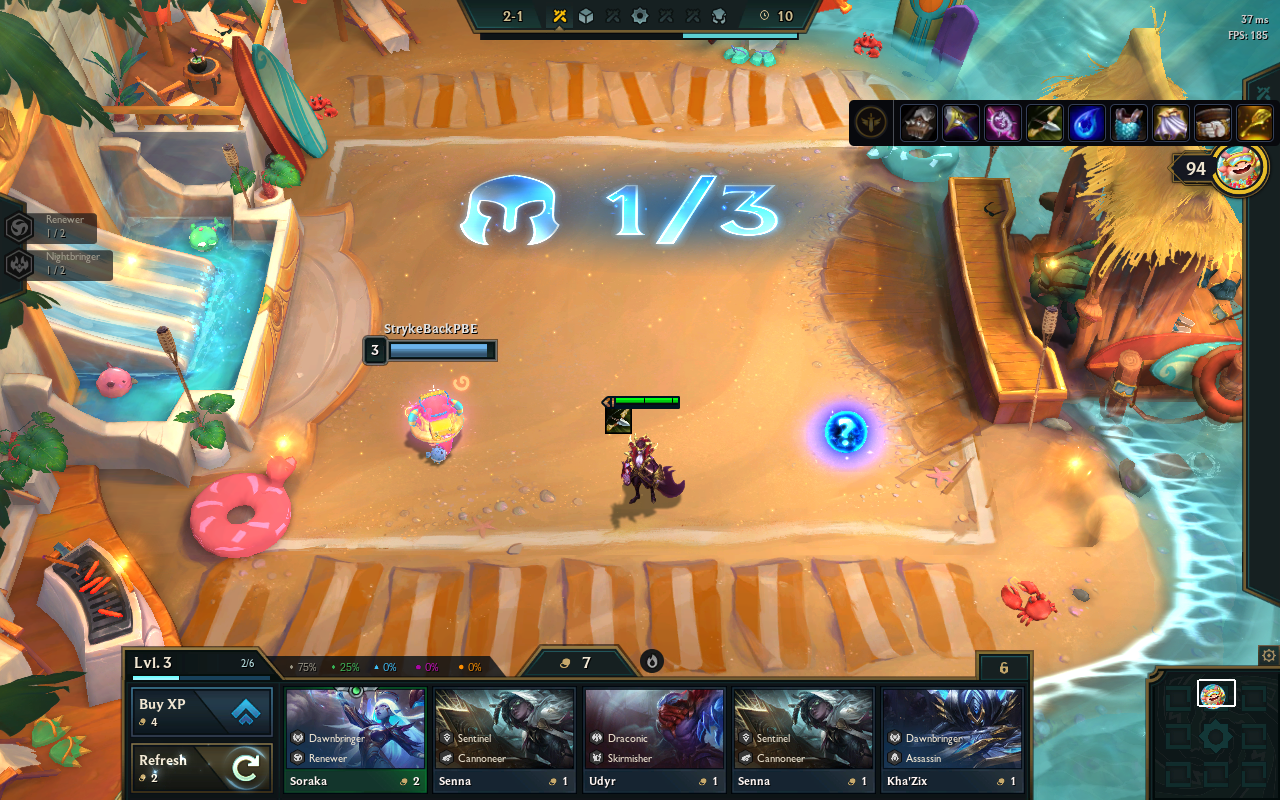 2-1
10
37 ms
FPS: 185
94
1/3
Renewer
1 / 2
Nightbringer
1 / 2
StrykeBackPBE
3
Lvl. 3
2/6
75%
25%
0%
0%
0%
7
6
Buy XP
4
Refresh
2
Dawnbringer
Renewer
Soraka
2
Sentinel
Cannoneer
Senna
1
Draconic
Skirmisher
Udyr
1
Sentinel
Cannoneer
Senna
1
Dawnbringer
Assassin
Kha'Zix
1
?